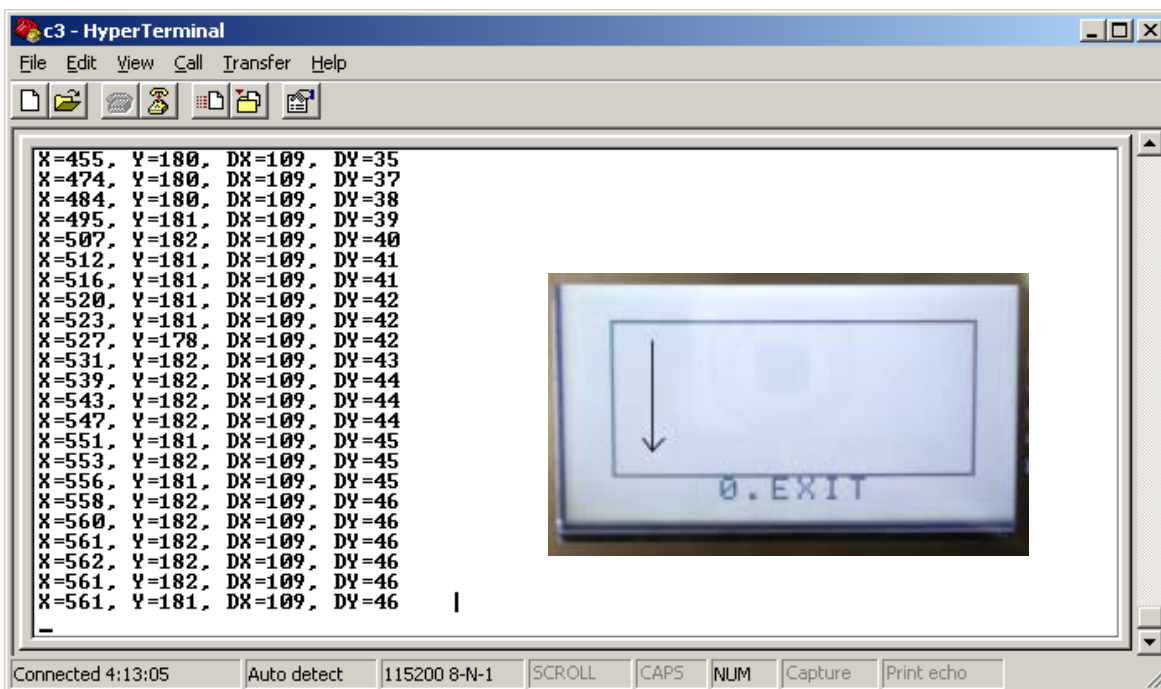 c3 - HyperTerminal
File Edit View Call Transfer Help
X=455, Y=180, DX=109, DY=35
X=474, Y=180, DX=109, DY=37
X=484, Y=180, DX=109, DY=38
X=495, Y=181, DX=109, DY=39
X=507, Y=182, DX=109, DY=40
X=512, Y=181, DX=109, DY=41
X=516, Y=181, DX=109, DY=41
X=520, Y=181, DX=109, DY=42
X=523, Y=181, DX=109, DY=42
X=527, Y=178, DX=109, DY=42
X=531, Y=182, DX=109, DY=43
X=539, Y=182, DX=109, DY=44
X=543, Y=182, DX=109, DY=44
X=547, Y=182, DX=109, DY=44
X=551, Y=181, DX=109, DY=45
X=553, Y=182, DX=109, DY=45
X=556, Y=181, DX=109, DY=45
X=558, Y=182, DX=109, DY=46
X=560, Y=182, DX=109, DY=46
X=561, Y=182, DX=109, DY=46
X=562, Y=182, DX=109, DY=46
X=561, Y=182, DX=109, DY=46
X=561, Y=181, DX=109, DY=46
0.EXIT
Connected 4:13:05 Auto detect 115200 8-N-1 SCROLL CAPS NUM Capture Print echo